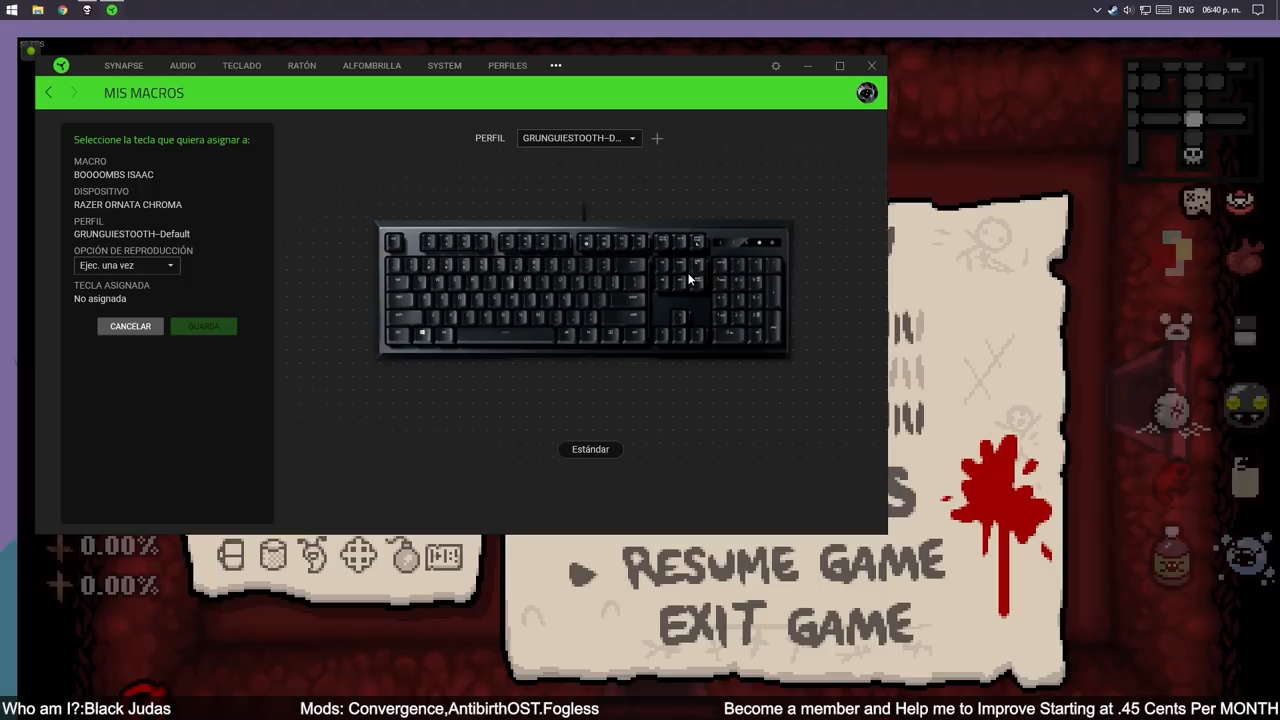 ENG
06:40 p. m.
SYNAPSE
AUDIO
TECLADO
RATÓN
ALFOMBRILLA
SYSTEM
PERFILES
MIS MACROS
Seleccione la tecla que quiera asignar a:
MACRO
BOOOOMBS ISAAC
DISPOSITIVO
RAZER ORNATA CHROMA
PERFIL
GRUNGUIESTOOTH-Default
OPCIÓN DE REPRODUCCIÓN
Ejec. una vez
TECLA ASIGNADA
No asignada
CANCELAR
GUARDA
PERFIL
GRUNGUIESTOOTH-D...
Estándar
0.00%
0.00%
RESUME GAME
EXIT GAME
Who am I?:Black Judas
Mods: Convergence,AntibirthOST.Fogless
Become a member and Help me to Improve Starting at .45 Cents Per MONTH